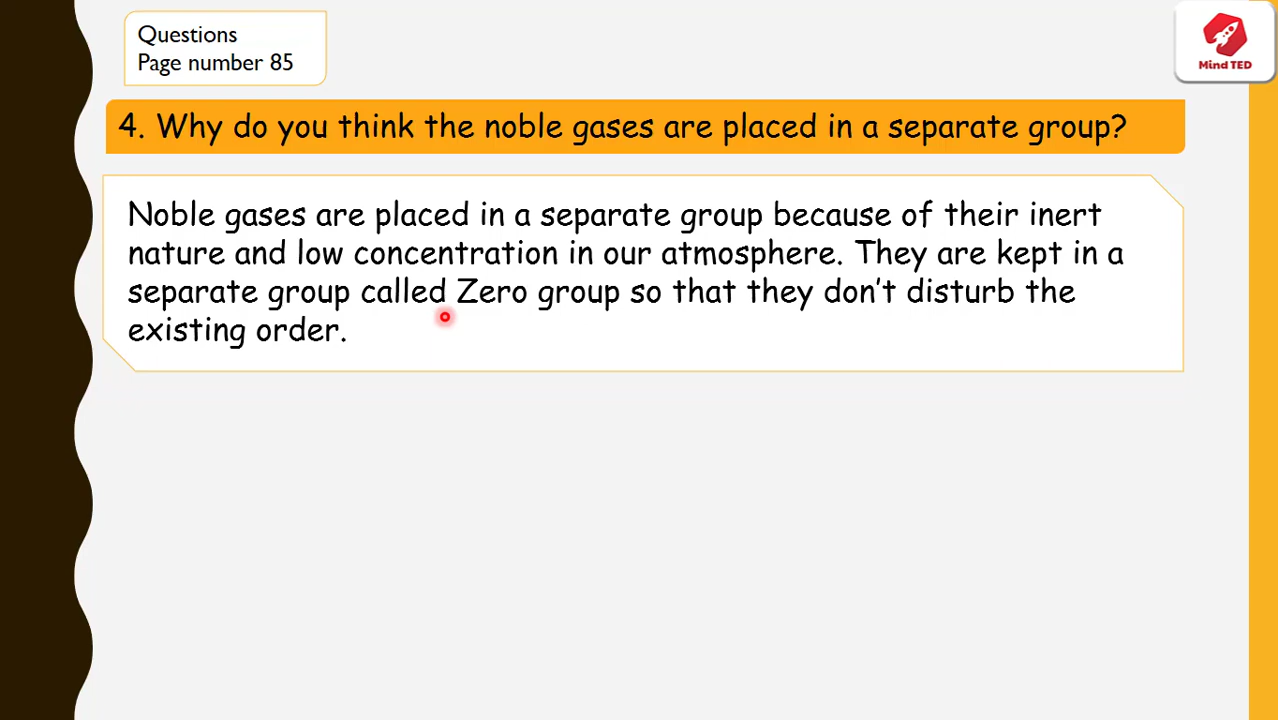 Questions
Page number 85
Mind TED
4. Why do you think the noble gases are placed in a separate group?
Noble gases are placed in a separate group because of their inert
nature and low concentration in our atmosphere. They are kept in a
separate group called Zero group so that they don't disturb the
existing order.